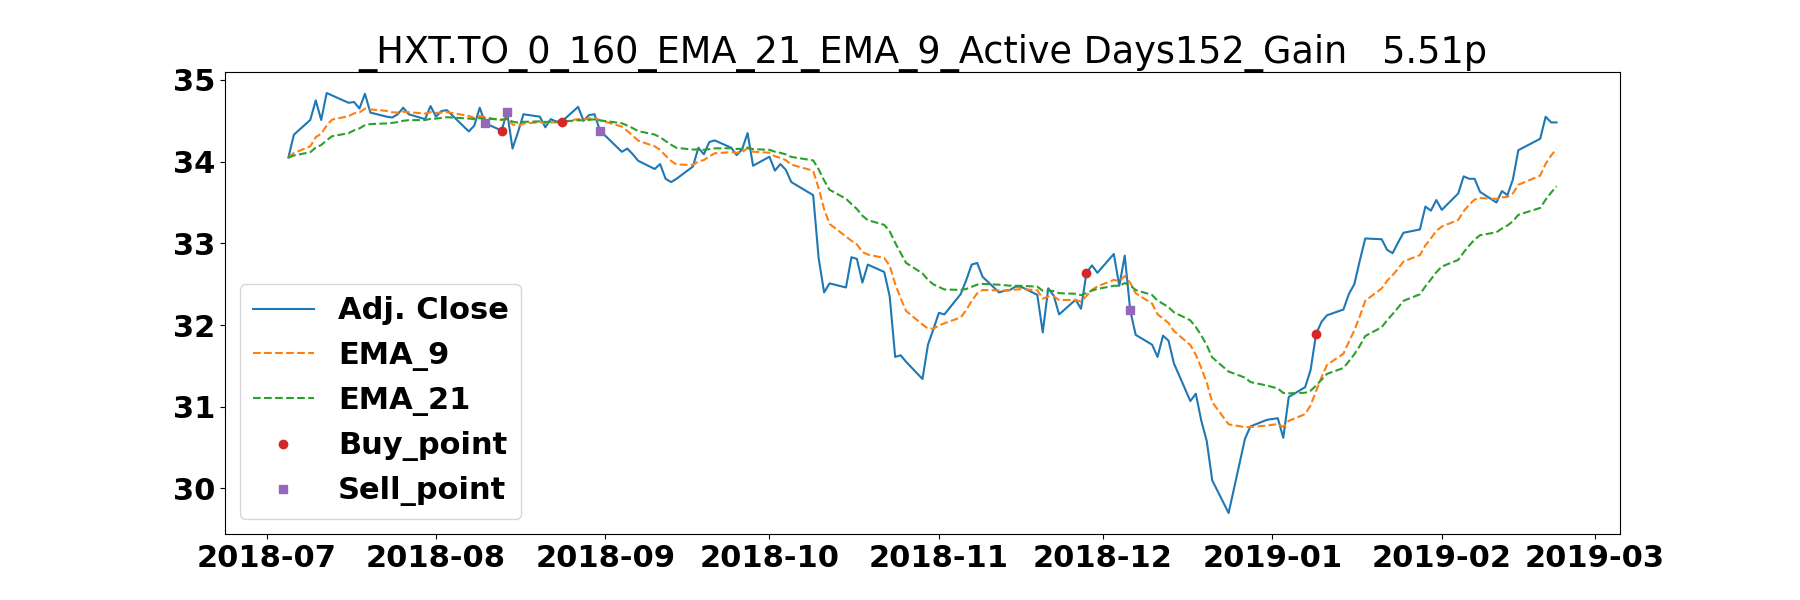 _HXT.TO_0_160_EMA_21_EMA_9_Active Days152_Gain   5.51p
35
34
33
32
31
30
Adj. Close
EMA_9
EMA_21
Buy_point
Sell_point
2018-07 2018-08 2018-09 2018-10 2018-11 2018-12 2019-01 2019-02 2019-03